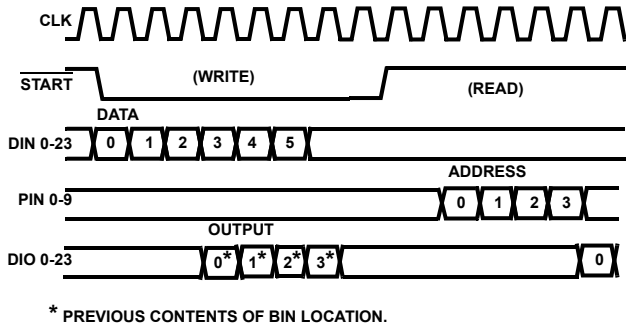 CLK
START
(WRITE)
(READ)
DATA
DIN 0-23
0 1 2 3 4 5
ADDRESS
PIN 0-9
0 1 2 3
OUTPUT
DIO 0-23
0* 1* 2* 3* 0
* PREVIOUS CONTENTS OF BIN LOCATION.